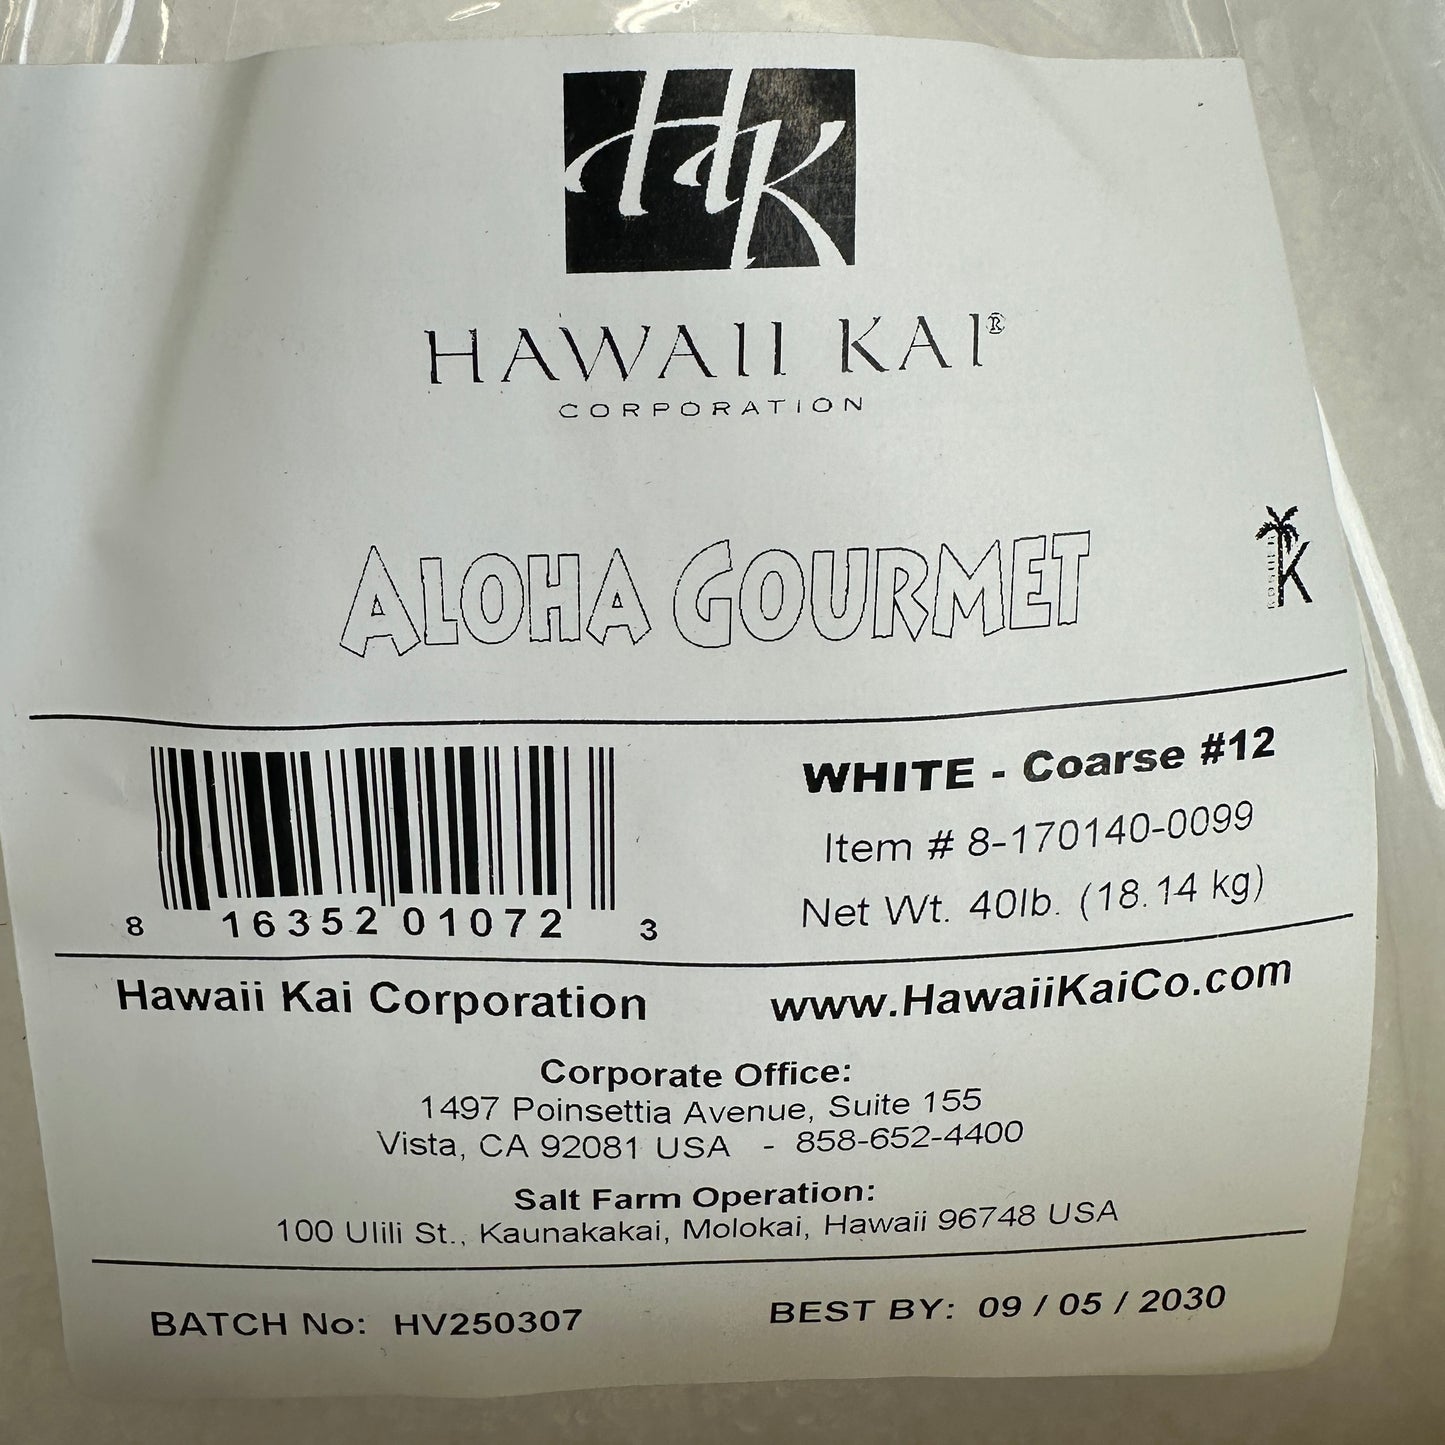 HK
HAWAII KAI®
CORPORATION
ALOHA GOURMET
KOSHER
K
WHITE - Coarse #12
Item # 8-170140-0099
Net Wt. 40lb. (18.14 kg)
8 16352 01072 3
Hawaii Kai Corporation
www.HawaiiKaiCo.com
Corporate Office:
1497 Poinsettia Avenue, Suite 155
Vista, CA 92081 USA - 858-652-4400
Salt Farm Operation:
100 Ulili St., Kaunakakai, Molokai, Hawaii 96748 USA
BATCH No: HV250307
BEST BY: 09 / 05 / 2030